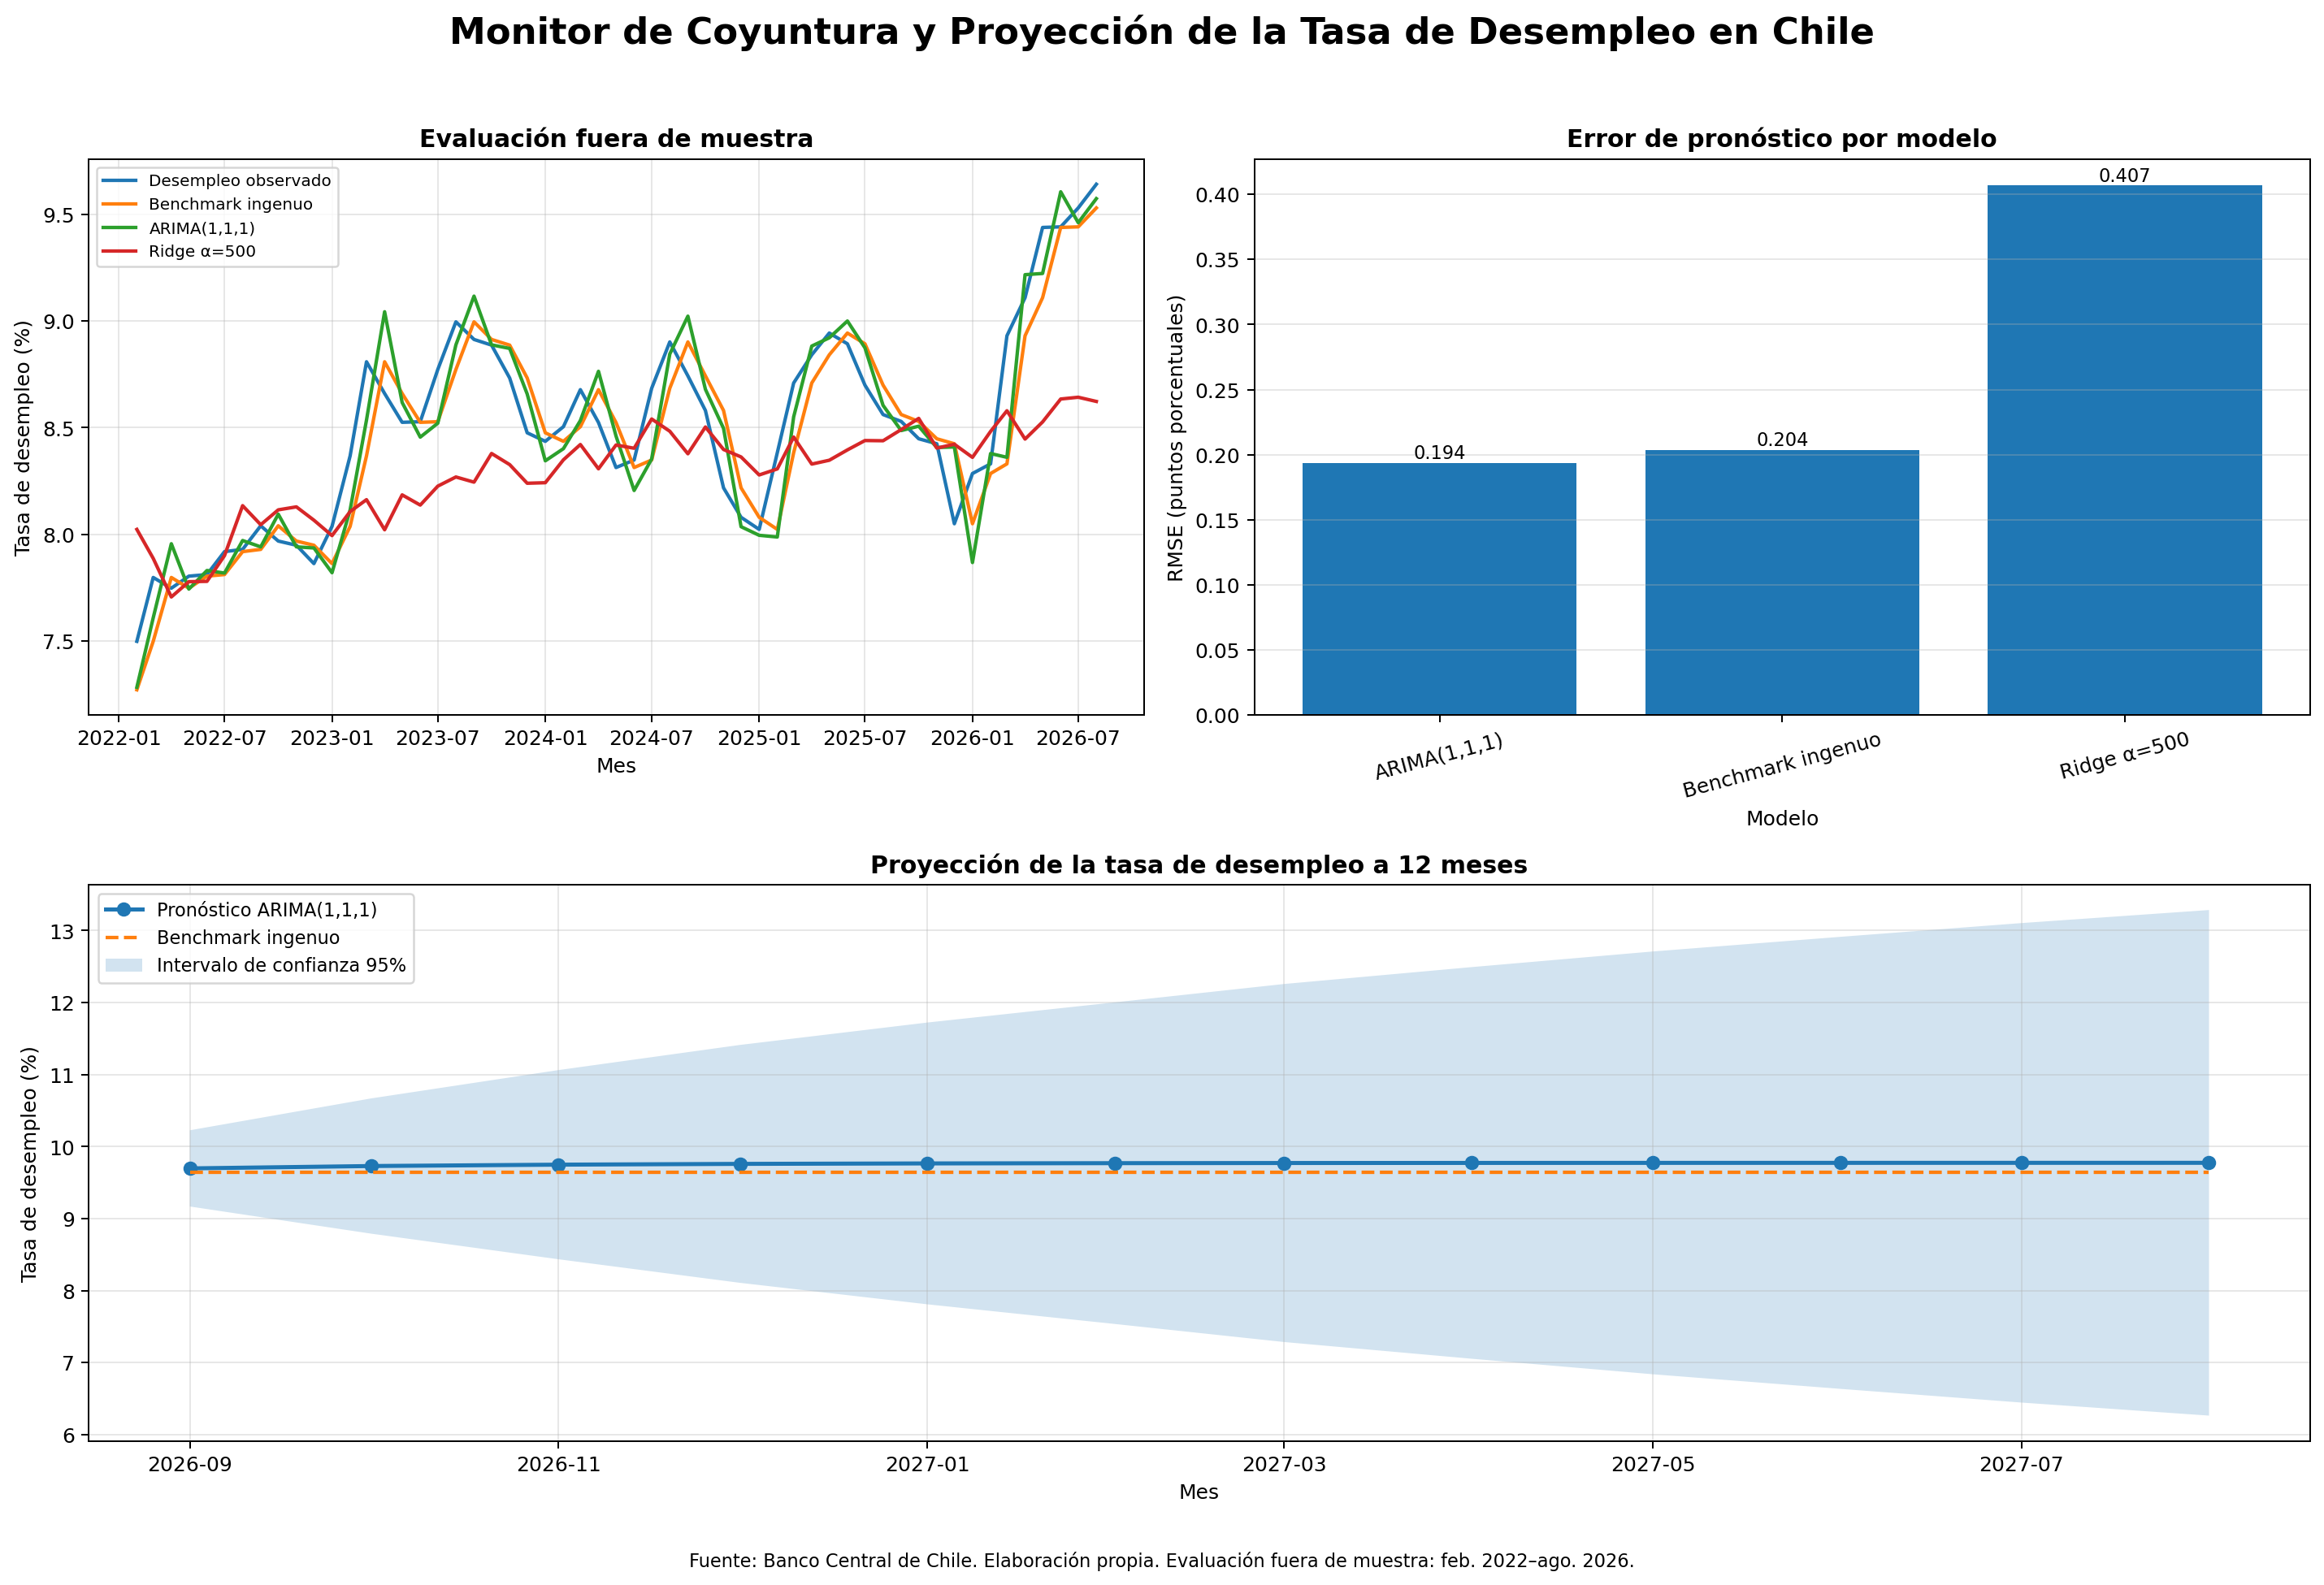 Monitor de Coyuntura y Proyección de la Tasa de Desempleo en Chile
Evaluación fuera de muestra
Desempleo observado
Benchmark ingenuo
ARIMA(1,1,1)
Ridge α=500
Tasa de desempleo (%)
9.5
9.0
8.5
8.0
7.5
2022-01 2022-07 2023-01 2023-07 2024-01 2024-07 2025-01 2025-07 2026-01 2026-07
Mes
Error de pronóstico por modelo
RMSE (puntos porcentuales)
0.40
0.35
0.30
0.25
0.20
0.15
0.10
0.05
0.00
0.194
0.204
0.407
ARIMA(1,1,1)
Benchmark ingenuo
Ridge α=500
Modelo
Proyección de la tasa de desempleo a 12 meses
Pronóstico ARIMA(1,1,1)
Benchmark ingenuo
Intervalo de confianza 95%
Tasa de desempleo (%)
13
12
11
10
9
8
7
6
2026-09 2026-11 2027-01 2027-03 2027-05 2027-07
Mes
Fuente: Banco Central de Chile. Elaboración propia. Evaluación fuera de muestra: feb. 2022–ago. 2026.